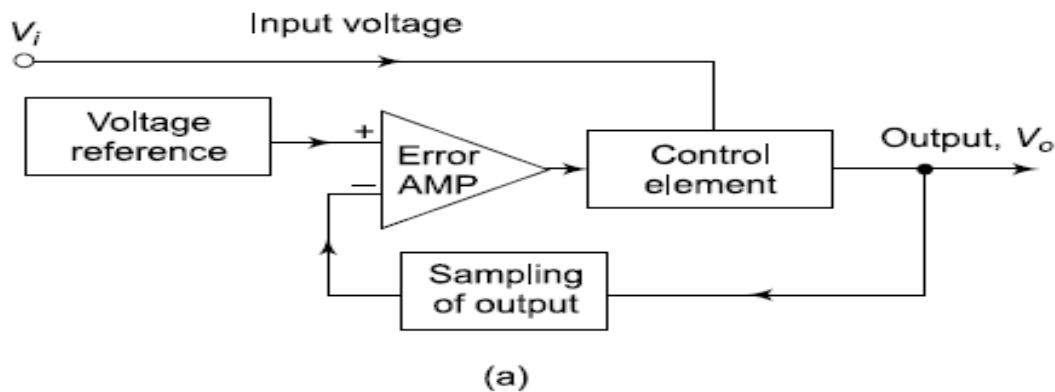 Vi
Input voltage
Voltage
reference
+
Error
AMP
−
Control
element
Output, Vo
Sampling
of output
(a)